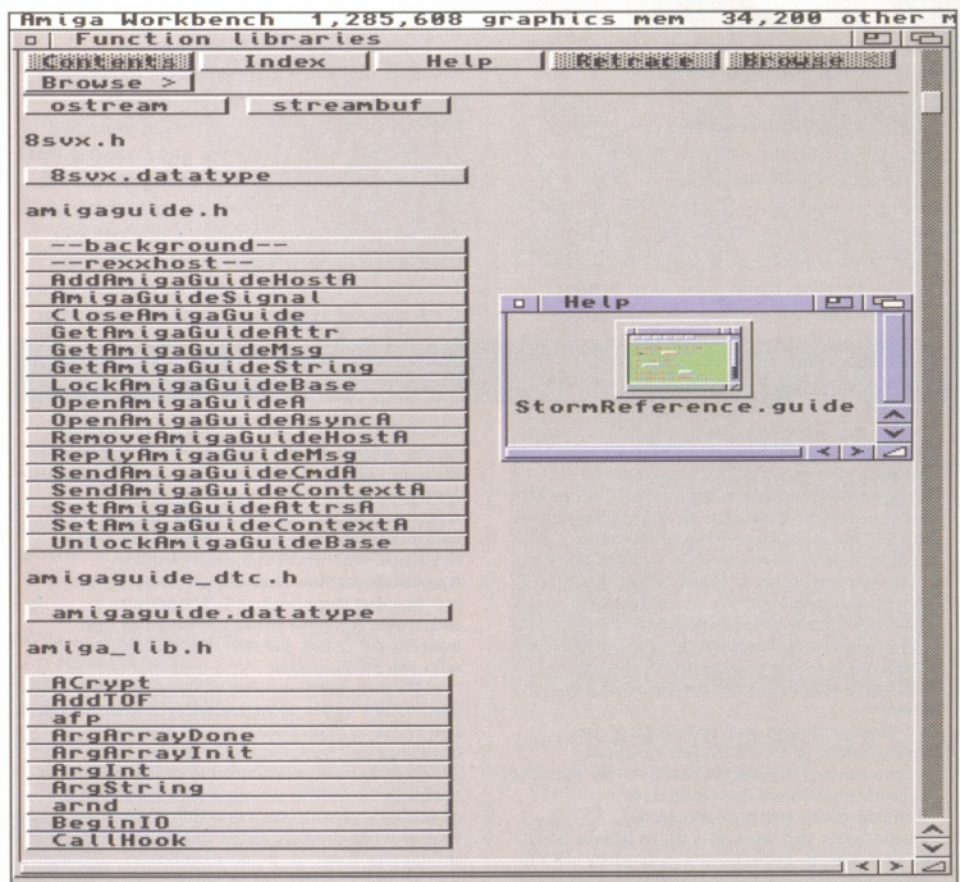 Amiga Workbench 1,285,608 graphics mem 34,200 other m
Function libraries
Contents Index Help Retrace Browse <
Browse >
ostream streambuf
8svx.h
8svx.datatype
amigaguide.h
--background--
--rexxhost--
AddAmigaGuideHostA
AmigaGuideSignal
CloseAmigaGuide
GetAmigaGuideAttr
GetAmigaGuideMsg
GetAmigaGuideString
LockAmigaGuideBase
OpenAmigaGuideA
OpenAmigaGuideAsyncA
RemoveAmigaGuideHostA
ReplyAmigaGuideMsg
SendAmigaGuideCmdA
SendAmigaGuideContextA
SetAmigaGuideAttrsA
SetAmigaGuideContextA
UnlockAmigaGuideBase
Help
StormReference.guide
amigaguide_dtc.h
amigaguide.datatype
amiga_lib.h
ACrypt
AddTOF
afp
ArgArrayDone
ArgArrayInit
ArgInt
ArgString
arnd
BeginIO
CallHook